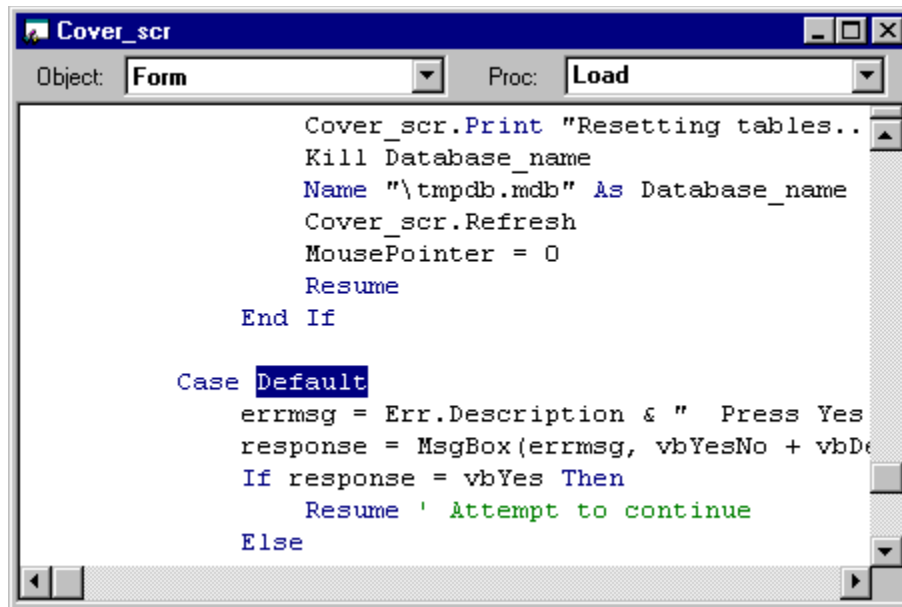 Cover_scr
Object: Form Proc: Load
Cover_scr.Print "Resetting tables..
Kill Database_name
Name "\tmpdb.mdb" As Database_name
Cover_scr.Refresh
MousePointer = 0
Resume
End If
Case Default
errmsg = Err.Description & "  Press Yes
response = MsgBox(errmsg, vbYesNo + vbDe
If response = vbYes Then
Resume ' Attempt to continue
Else